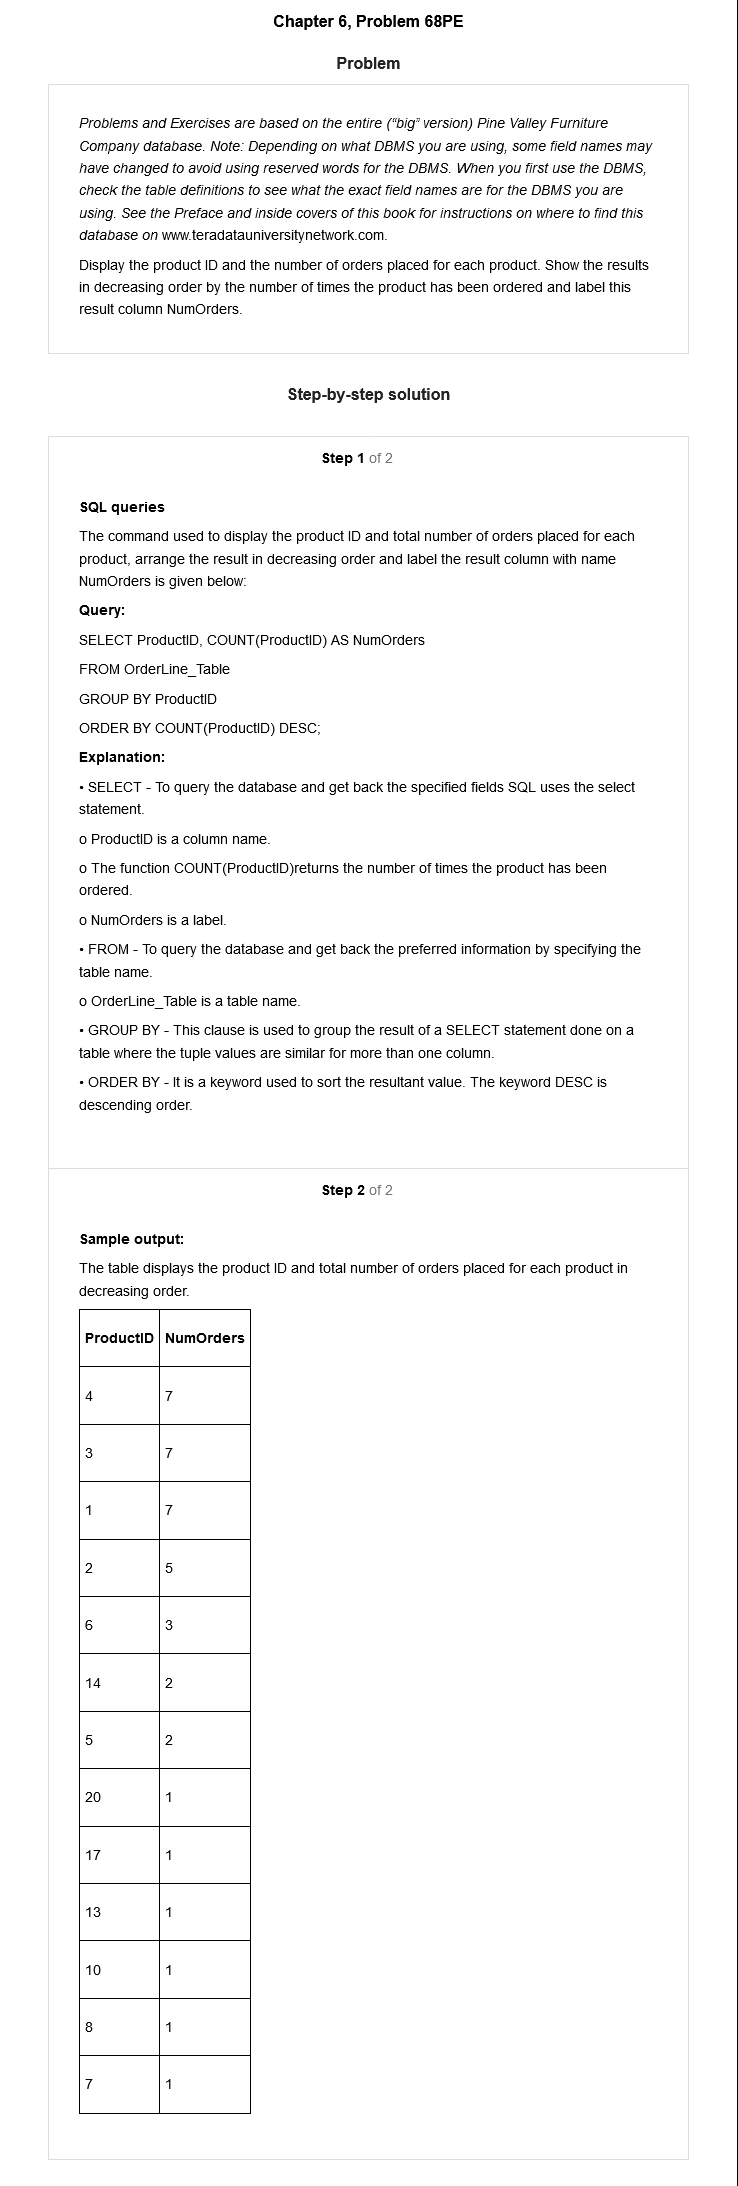 Chapter 6, Problem 68PE
Problem
Problems and Exercises are based on the entire (“big” version) Pine Valley Furniture
Company database. Note: Depending on what DBMS you are using, some field names may
have changed to avoid using reserved words for the DBMS. When you first use the DBMS,
check the table definitions to see what the exact field names are for the DBMS you are
using. See the Preface and inside covers of this book for instructions on where to find this
database on www.teradatauniversitynetwork.com.
Display the product ID and the number of orders placed for each product. Show the results
in decreasing order by the number of times the product has been ordered and label this
result column NumOrders.
Step-by-step solution
Step 1 of 2
SQL queries
The command used to display the product ID and total number of orders placed for each
product, arrange the result in decreasing order and label the result column with name
NumOrders is given below:
Query:
SELECT ProductID, COUNT(ProductID) AS NumOrders
FROM OrderLine_Table
GROUP BY ProductID
ORDER BY COUNT(ProductID) DESC;
Explanation:
• SELECT - To query the database and get back the specified fields SQL uses the select
statement.
o ProductID is a column name.
o The function COUNT(ProductID)returns the number of times the product has been
ordered.
o NumOrders is a label.
• FROM - To query the database and get back the preferred information by specifying the
table name.
o OrderLine_Table is a table name.
• GROUP BY - This clause is used to group the result of a SELECT statement done on a
table where the tuple values are similar for more than one column.
• ORDER BY - It is a keyword used to sort the resultant value. The keyword DESC is
descending order.
Step 2 of 2
Sample output:
The table displays the product ID and total number of orders placed for each product in
decreasing order.
ProductID NumOrders
4 7
3 7
1 7
2 5
6 3
14 2
5 2
20 1
17 1
13 1
10 1
8 1
7 1